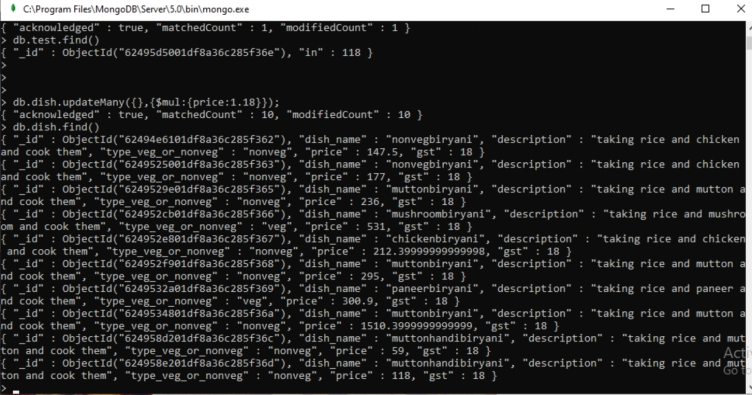 C:\Program Files\MongoDB\Server\5.0\bin\mongo.exe
{ "acknowledged" : true, "matchedCount" : 1, "modifiedCount" : 1 }
> db.test.find()
{ "_id" : ObjectId("62495d5001df8a36c285f36e"), "in" : 118 }
>
>
>
> db.dish.updateMany({},{$mul:{price:1.18}});
{ "acknowledged" : true, "matchedCount" : 10, "modifiedCount" : 10 }
> db.dish.find()
{ "_id" : ObjectId("62494e6101df8a36c285f362"), "dish_name" : "nonvegbiryani", "description" : "taking rice and chicken
and cook them", "type_veg_or_nonveg" : "nonveg", "price" : 147.5, "gst" : 18 }
{ "_id" : ObjectId("6249522001df8a36c285f363"), "dish_name" : "nonvegbiryani", "description" : "taking rice and chicken
and cook them", "type_veg_or_nonveg" : "nonveg", "price" : 177, "gst" : 18 }
{ "_id" : ObjectId("6249529e01df8a36c285f365"), "dish_name" : "muttonbiryani", "description" : "taking rice and mutton a
nd cook them", "type_veg_or_nonveg" : "nonveg", "price" : 236, "gst" : 18 }
{ "_id" : ObjectId("624952cb01df8a36c285f366"), "dish_name" : "mushroombiryani", "description" : "taking rice and mushro
om and cook them", "type_veg_or_nonveg" : "veg", "price" : 531, "gst" : 18 }
{ "_id" : ObjectId("624952e801df8a36c285f367"), "dish_name" : "chickenbiryani", "description" : "taking rice and chicken
 and cook them", "type_veg_or_nonveg" : "nonveg", "price" : 212.39999999999998, "gst" : 18 }
{ "_id" : ObjectId("624952f901df8a36c285f368"), "dish_name" : "muttonbiryani", "description" : "taking rice and mutton a
nd cook them", "type_veg_or_nonveg" : "nonveg", "price" : 295, "gst" : 18 }
{ "_id" : ObjectId("6249532a01df8a36c285f369"), "dish_name" : "paneerbiryani", "description" : "taking rice and paneer a
nd cook them", "type_veg_or_nonveg" : "veg", "price" : 300.9, "gst" : 18 }
{ "_id" : ObjectId("6249534801df8a36c285f36a"), "dish_name" : "muttonbiryani", "description" : "taking rice and mutton a
nd cook them", "type_veg_or_nonveg" : "nonveg", "price" : 1510.3999999999999, "gst" : 18 }
{ "_id" : ObjectId("624958d201df8a36c285f36c"), "dish_name" : "muttonhandibiryani", "description" : "taking rice and mut
ton and cook them", "type_veg_or_nonveg" : "nonveg", "price" : 59, "gst" : 18 }
{ "_id" : ObjectId("624958e201df8a36c285f36d"), "dish_name" : "muttonhandibiryani", "description" : "taking rice and mut
ton and cook them", "type_veg_or_nonveg" : "nonveg", "price" : 118, "gst" : 18 }
>